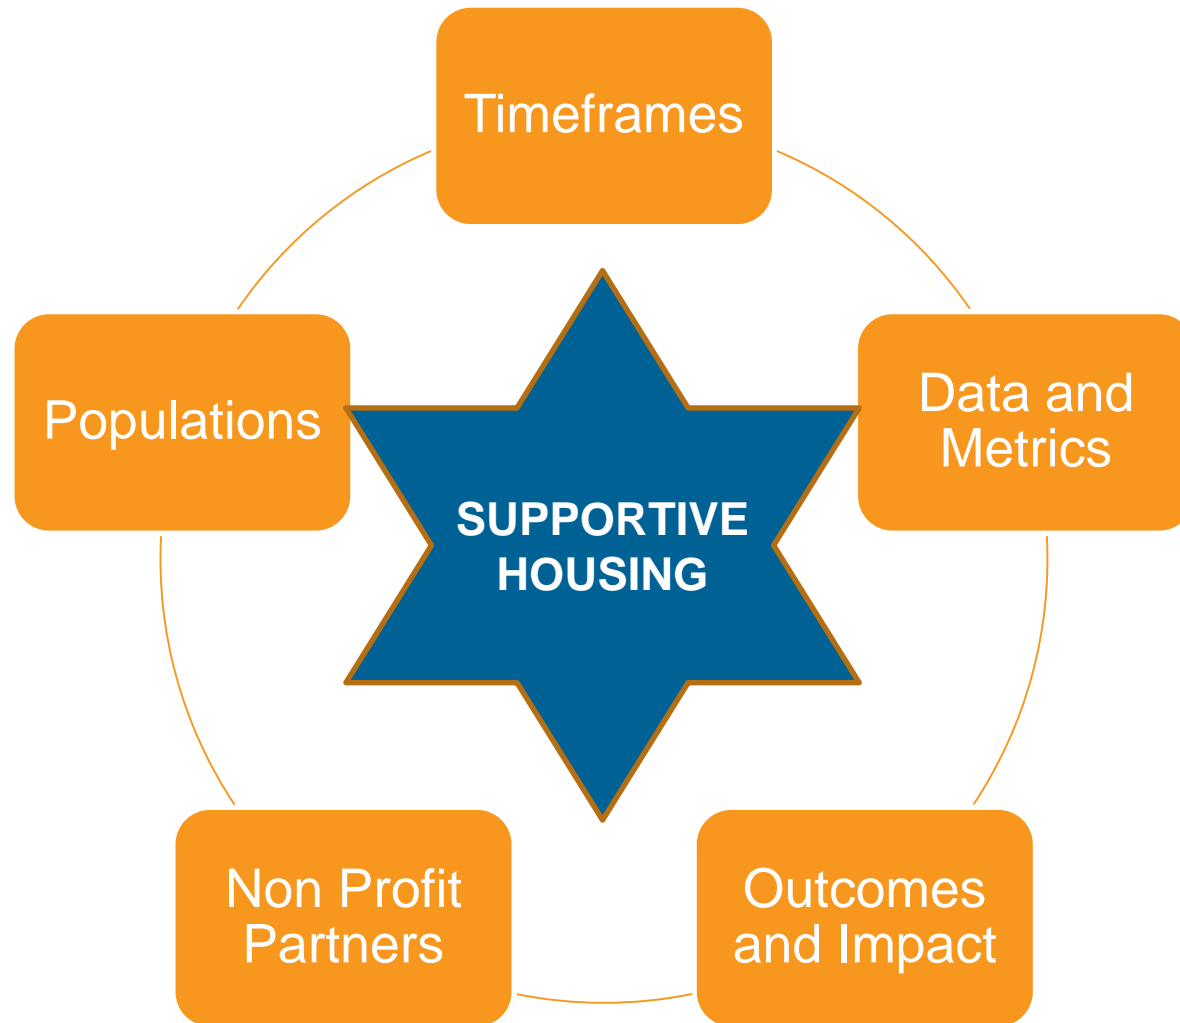 Timeframes
Populations
Data and
Metrics
SUPPORTIVE
HOUSING
Non Profit
Partners
Outcomes
and Impact